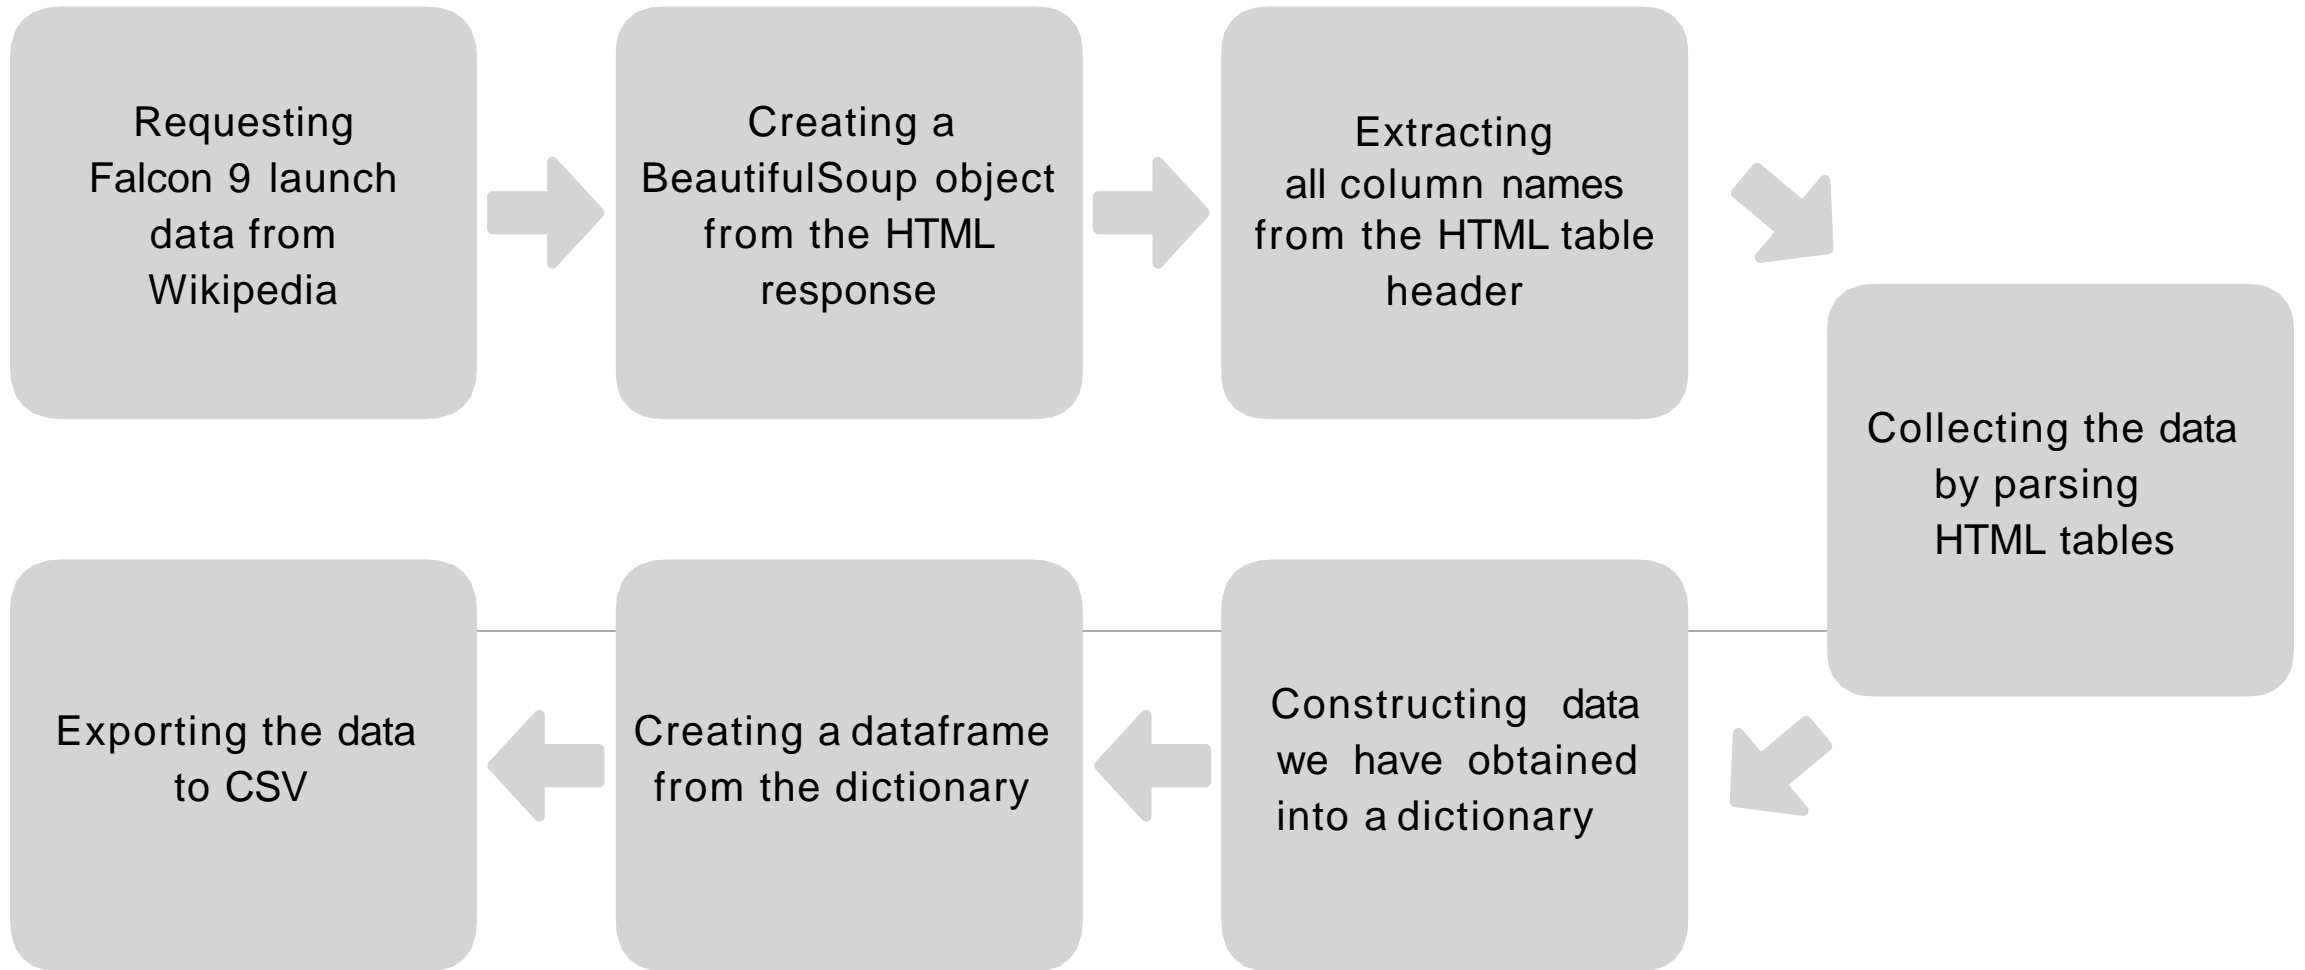 Requesting
Falcon 9 launch
data from
Wikipedia
Creating a
BeautifulSoup object
from the HTML
response
Extracting
all column names
from the HTML table
header
Collecting the data
by parsing
HTML tables
Constructing data
we have obtained
into a dictionary
Creating a dataframe
from the dictionary
Exporting the data
to CSV